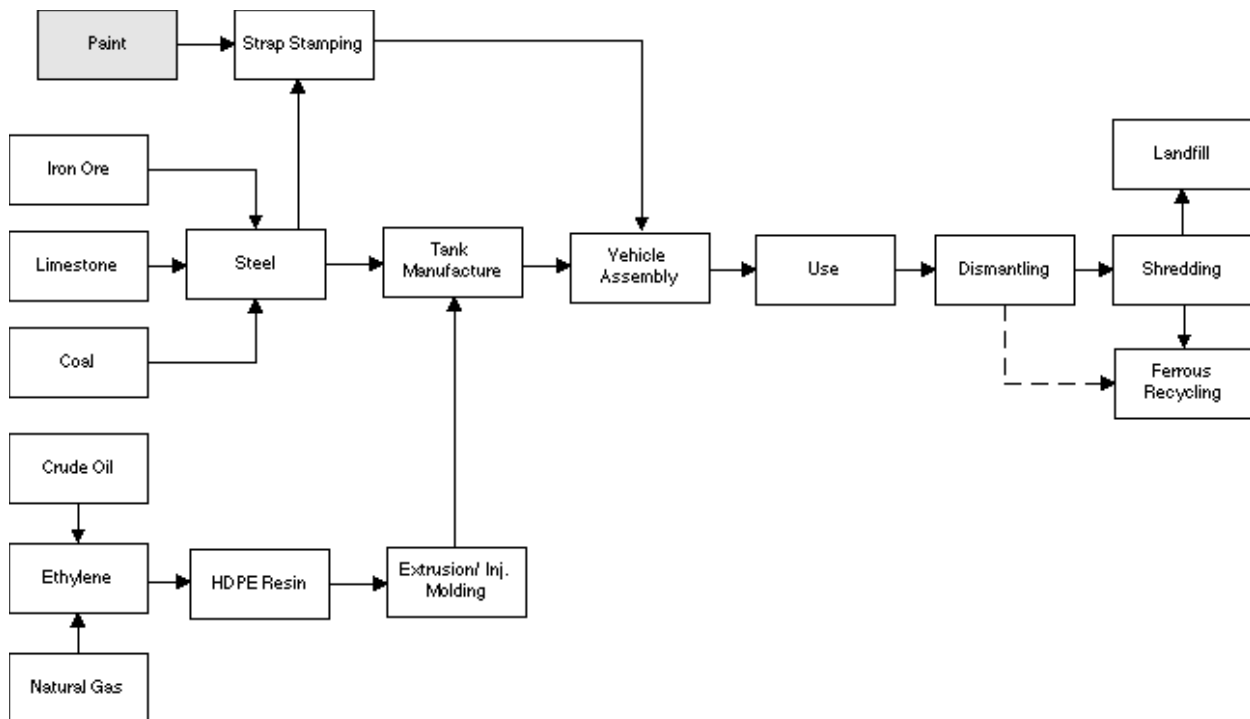 Paint
Strap Stamping
Iron Ore
Landfill
Limestone
Steel
Tank
Manufacture
Vehicle
Assembly
Use
Dismantling
Shredding
Coal
Ferrous
Recycling
Crude Oil
Ethylene
HDPE Resin
Extrusion/ Inj.
Molding
Natural Gas